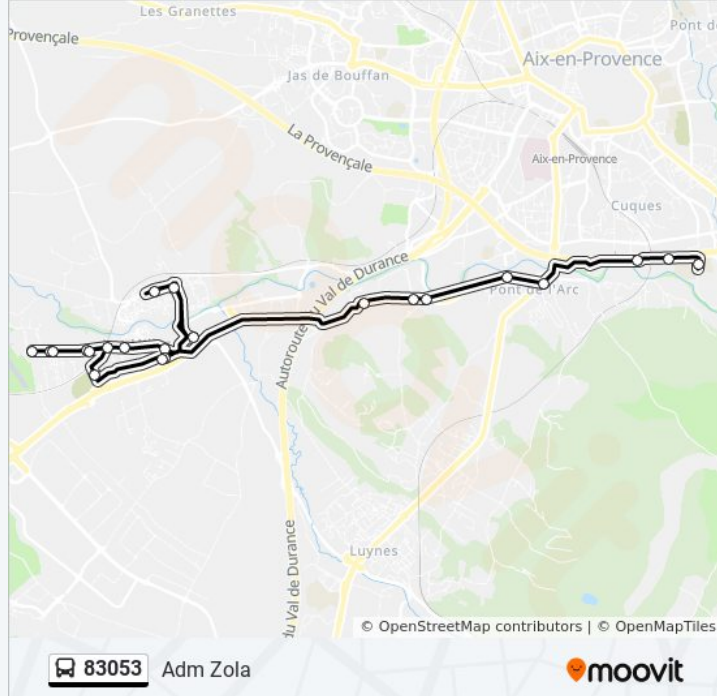 Les Granettes
Pont d
Provençale
Aix-en-Provence
Jas de Bouffan
La Provençale
Aix-en-Provence
Cuques
Autoroute du Val de Durance
Pont de l'Arc
Luynes
du Val de Durance
© OpenStreetMap contributors | © OpenMapTiles
83053 Adm Zola
moovit